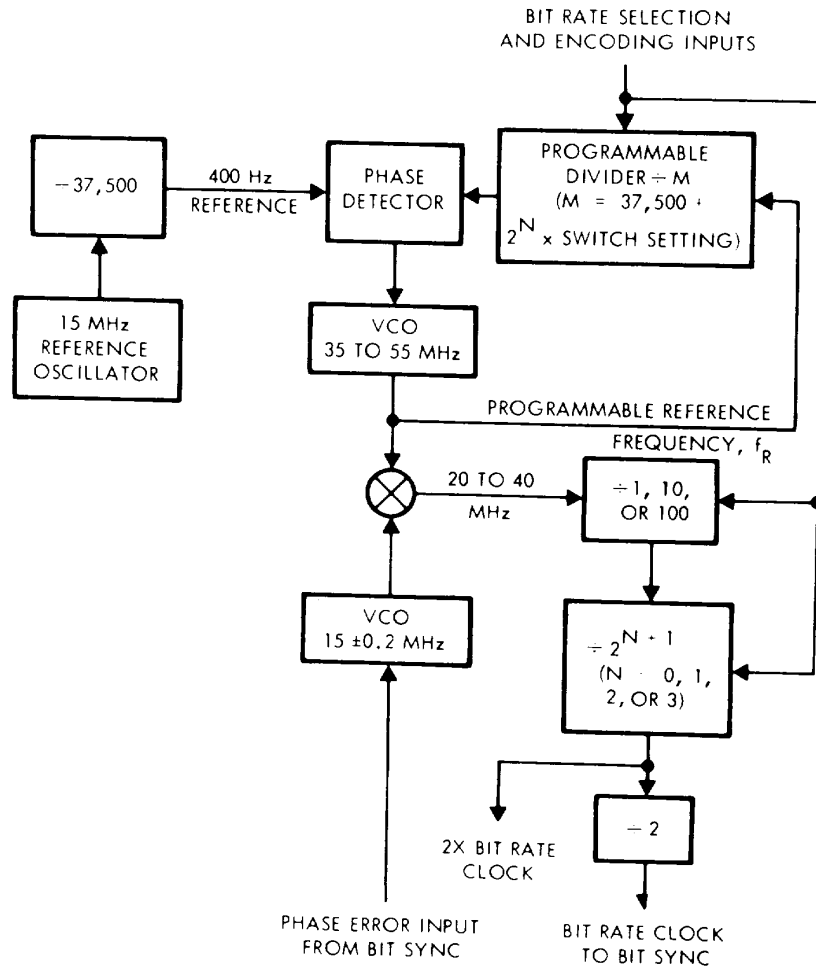 BIT RATE SELECTION
AND ENCODING INPUTS
−37,500
400 Hz
REFERENCE
PHASE
DETECTOR
PROGRAMMABLE
DIVIDER ÷ M
(M = 37,500 +
2^N × SWITCH SETTING)
15 MHz
REFERENCE
OSCILLATOR
VCO
35 TO 55 MHz
PROGRAMMABLE REFERENCE
FREQUENCY, f_R
20 TO 40
MHz
÷1, 10,
OR 100
VCO
15 ±0.2 MHz
÷ 2^N + 1
(N = 0, 1,
2, OR 3)
÷ 2
2X BIT RATE
CLOCK
PHASE ERROR INPUT
FROM BIT SYNC
BIT RATE CLOCK
TO BIT SYNC